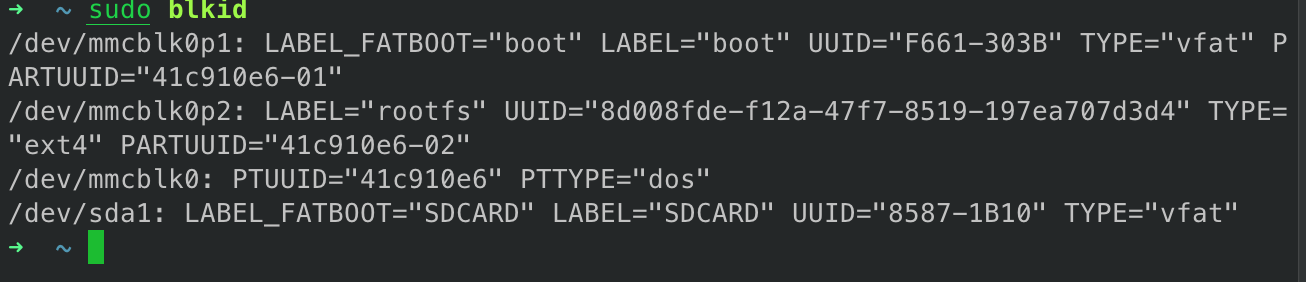 ➜  ~ sudo blkid
/dev/mmcblk0p1: LABEL_FATBOOT="boot" LABEL="boot" UUID="F661-303B" TYPE="vfat" P
ARTUUID="41c910e6-01"
/dev/mmcblk0p2: LABEL="rootfs" UUID="8d008fde-f12a-47f7-8519-197ea707d3d4" TYPE=
"ext4" PARTUUID="41c910e6-02"
/dev/mmcblk0: PTUUID="41c910e6" PTTYPE="dos"
/dev/sda1: LABEL_FATBOOT="SDCARD" LABEL="SDCARD" UUID="8587-1B10" TYPE="vfat"
➜  ~